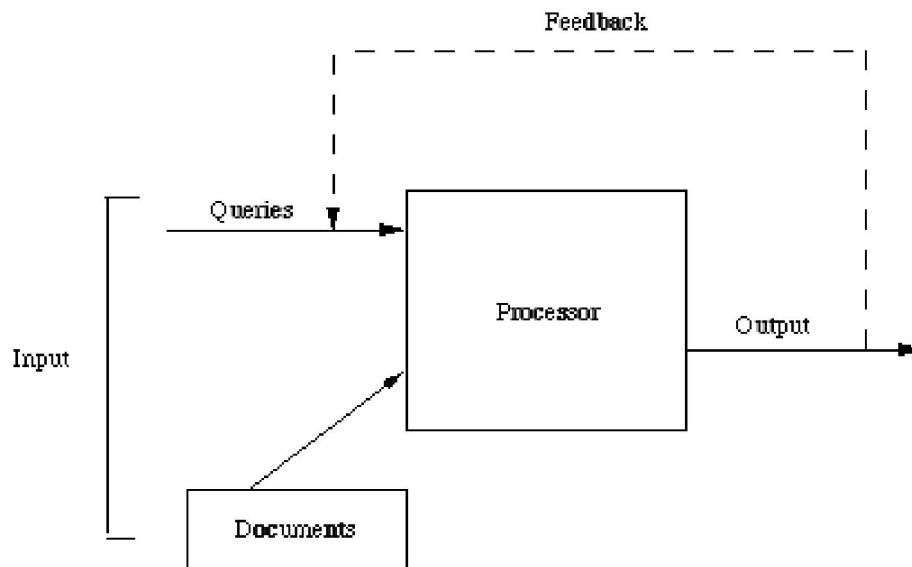 Feedback
Queries
Processor
Output
Input
Documents